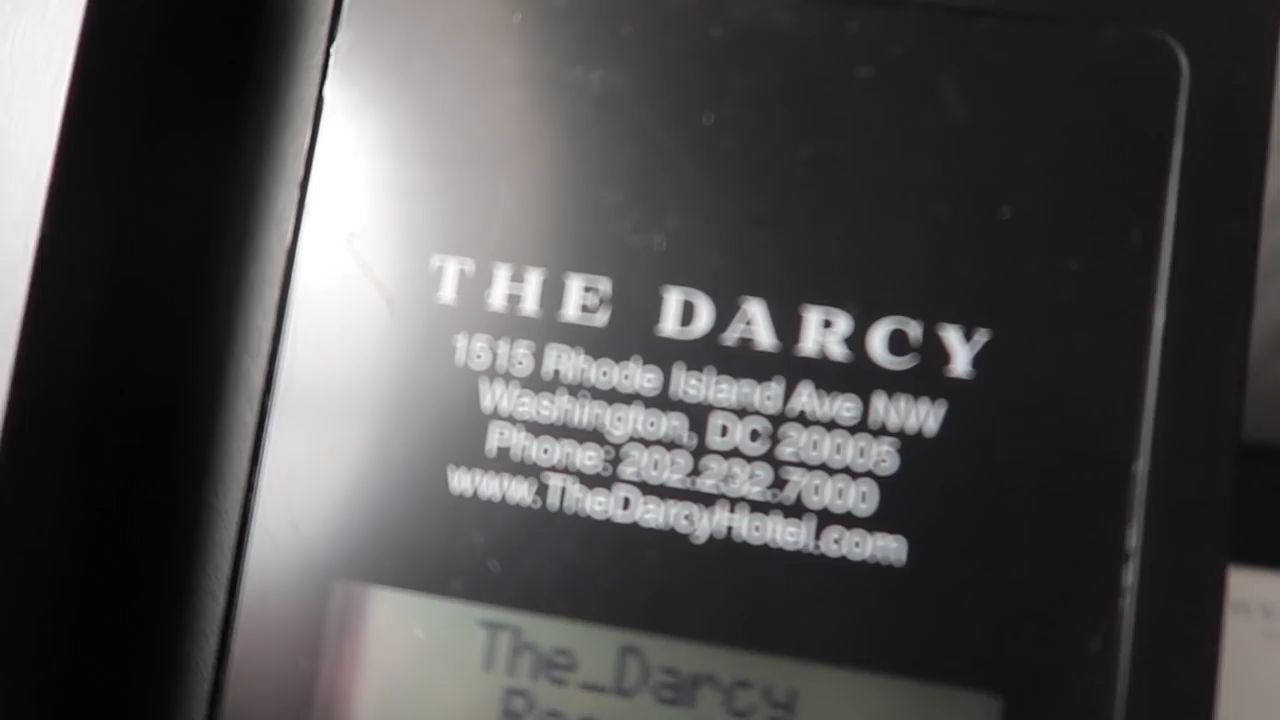 THE DARCY
1515 Rhode Island Ave NW
Washington, DC 20005
Phone: 202.232.7000
www.TheDarcyHotel.com
The_Darcy